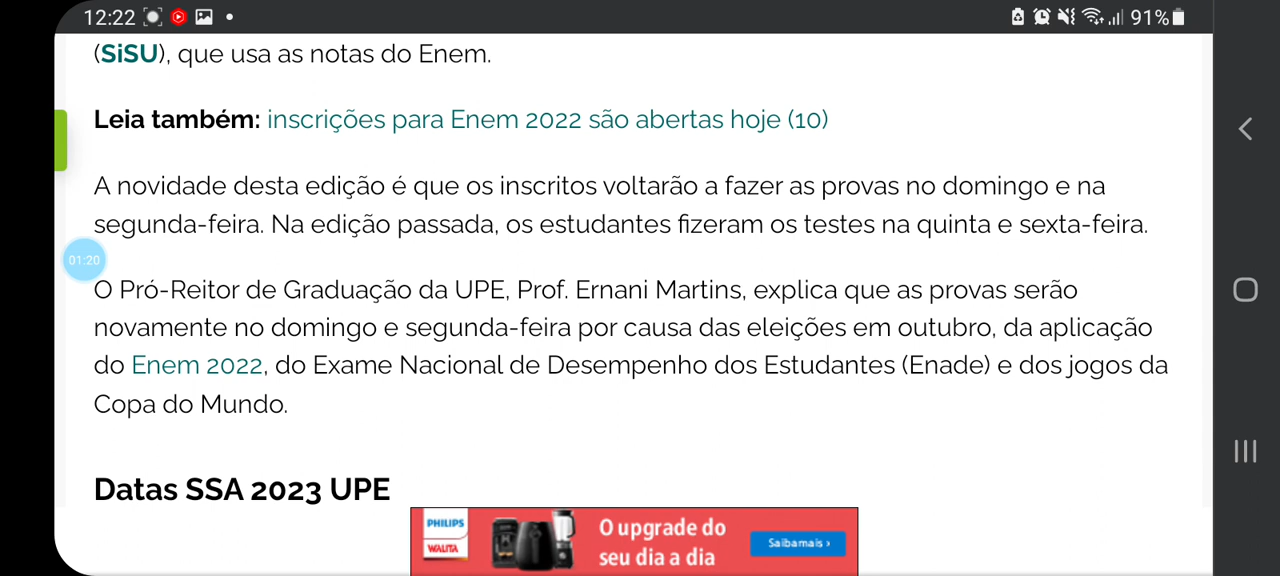 12:22 91%
(SiSU), que usa as notas do Enem.
Leia também: inscrições para Enem 2022 são abertas hoje (10)
A novidade desta edição é que os inscritos voltarão a fazer as provas no domingo e na
segunda-feira. Na edição passada, os estudantes fizeram os testes na quinta e sexta-feira.
01:20
O Pró-Reitor de Graduação da UPE, Prof. Ernani Martins, explica que as provas serão
novamente no domingo e segunda-feira por causa das eleições em outubro, da aplicação
do Enem 2022, do Exame Nacional de Desempenho dos Estudantes (Enade) e dos jogos da
Copa do Mundo.
Datas SSA 2023 UPE
PHILIPS
WALITA
O upgrade do
seu dia a dia
Saiba mais ›